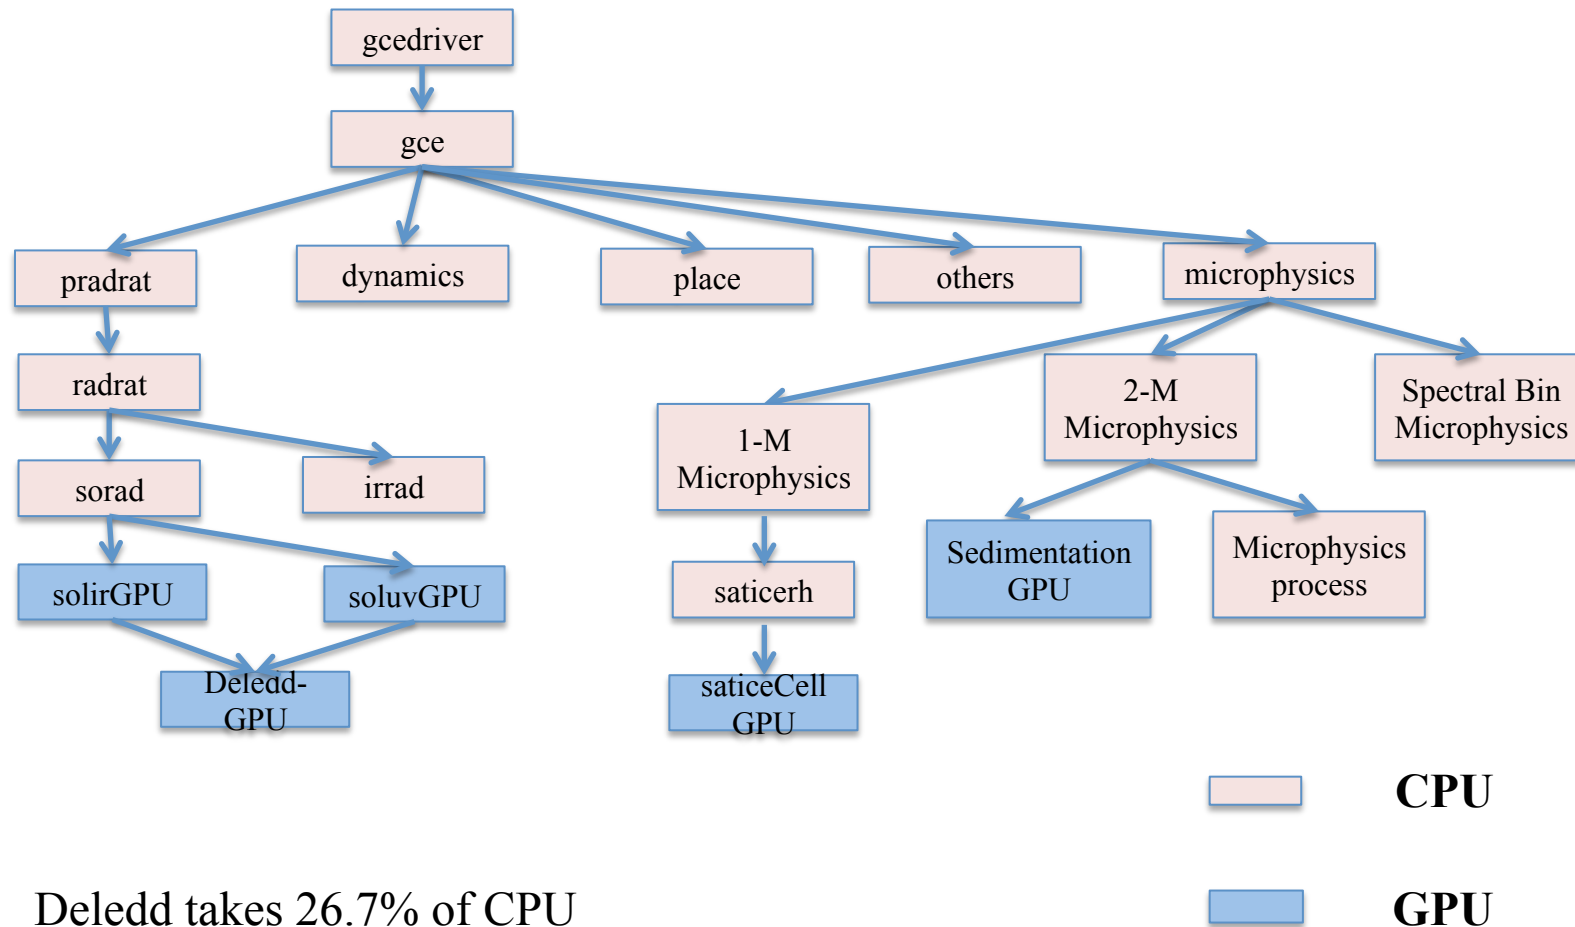 gcedriver
gce
pradrat
dynamics
place
others
microphysics
radrat
1-M
Microphysics
2-M
Microphysics
Spectral Bin
Microphysics
sorad
irrad
solirGPU
soluvGPU
saticerh
Sedimentation
GPU
Microphysics
process
Deledd-
GPU
saticeCell
GPU
CPU
Deledd takes 26.7% of CPU
GPU